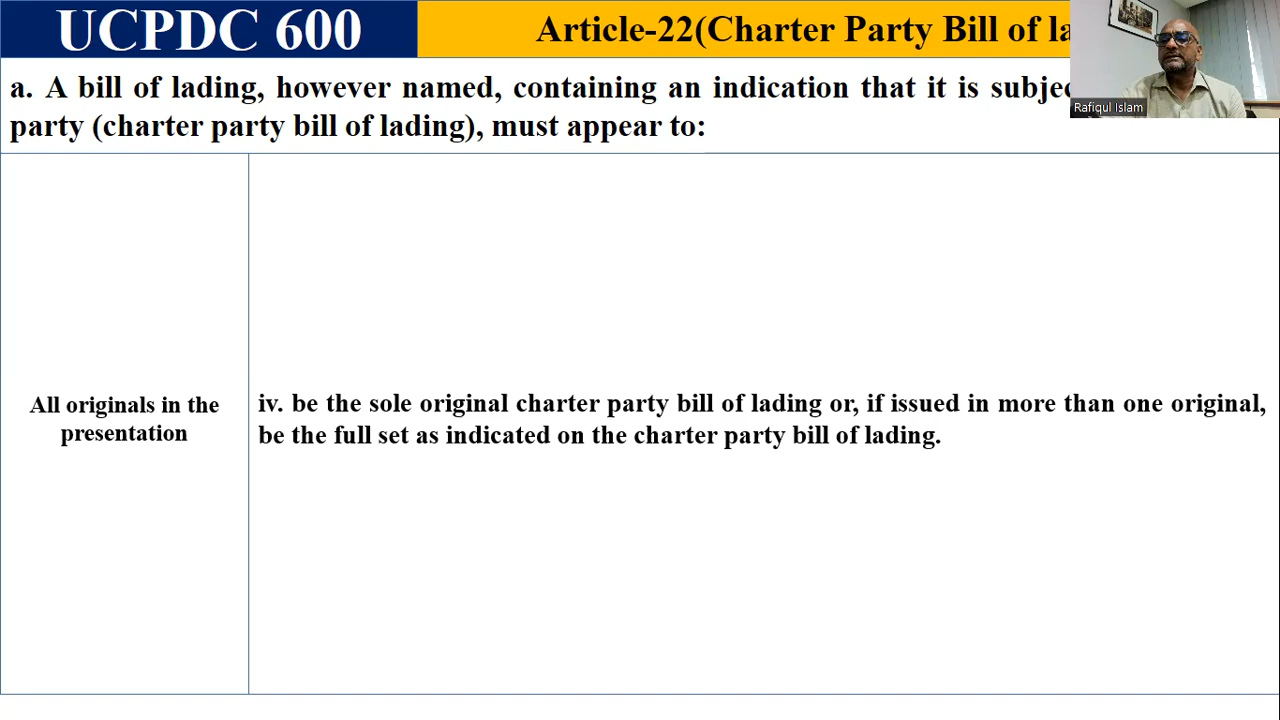 UCPDC 600
Article-22(Charter Party Bill of la
Rafiqul Islam
a. A bill of lading, however named, containing an indication that it is subjec
party (charter party bill of lading), must appear to:
All originals in the
presentation
iv. be the sole original charter party bill of lading or, if issued in more than one original,
be the full set as indicated on the charter party bill of lading.